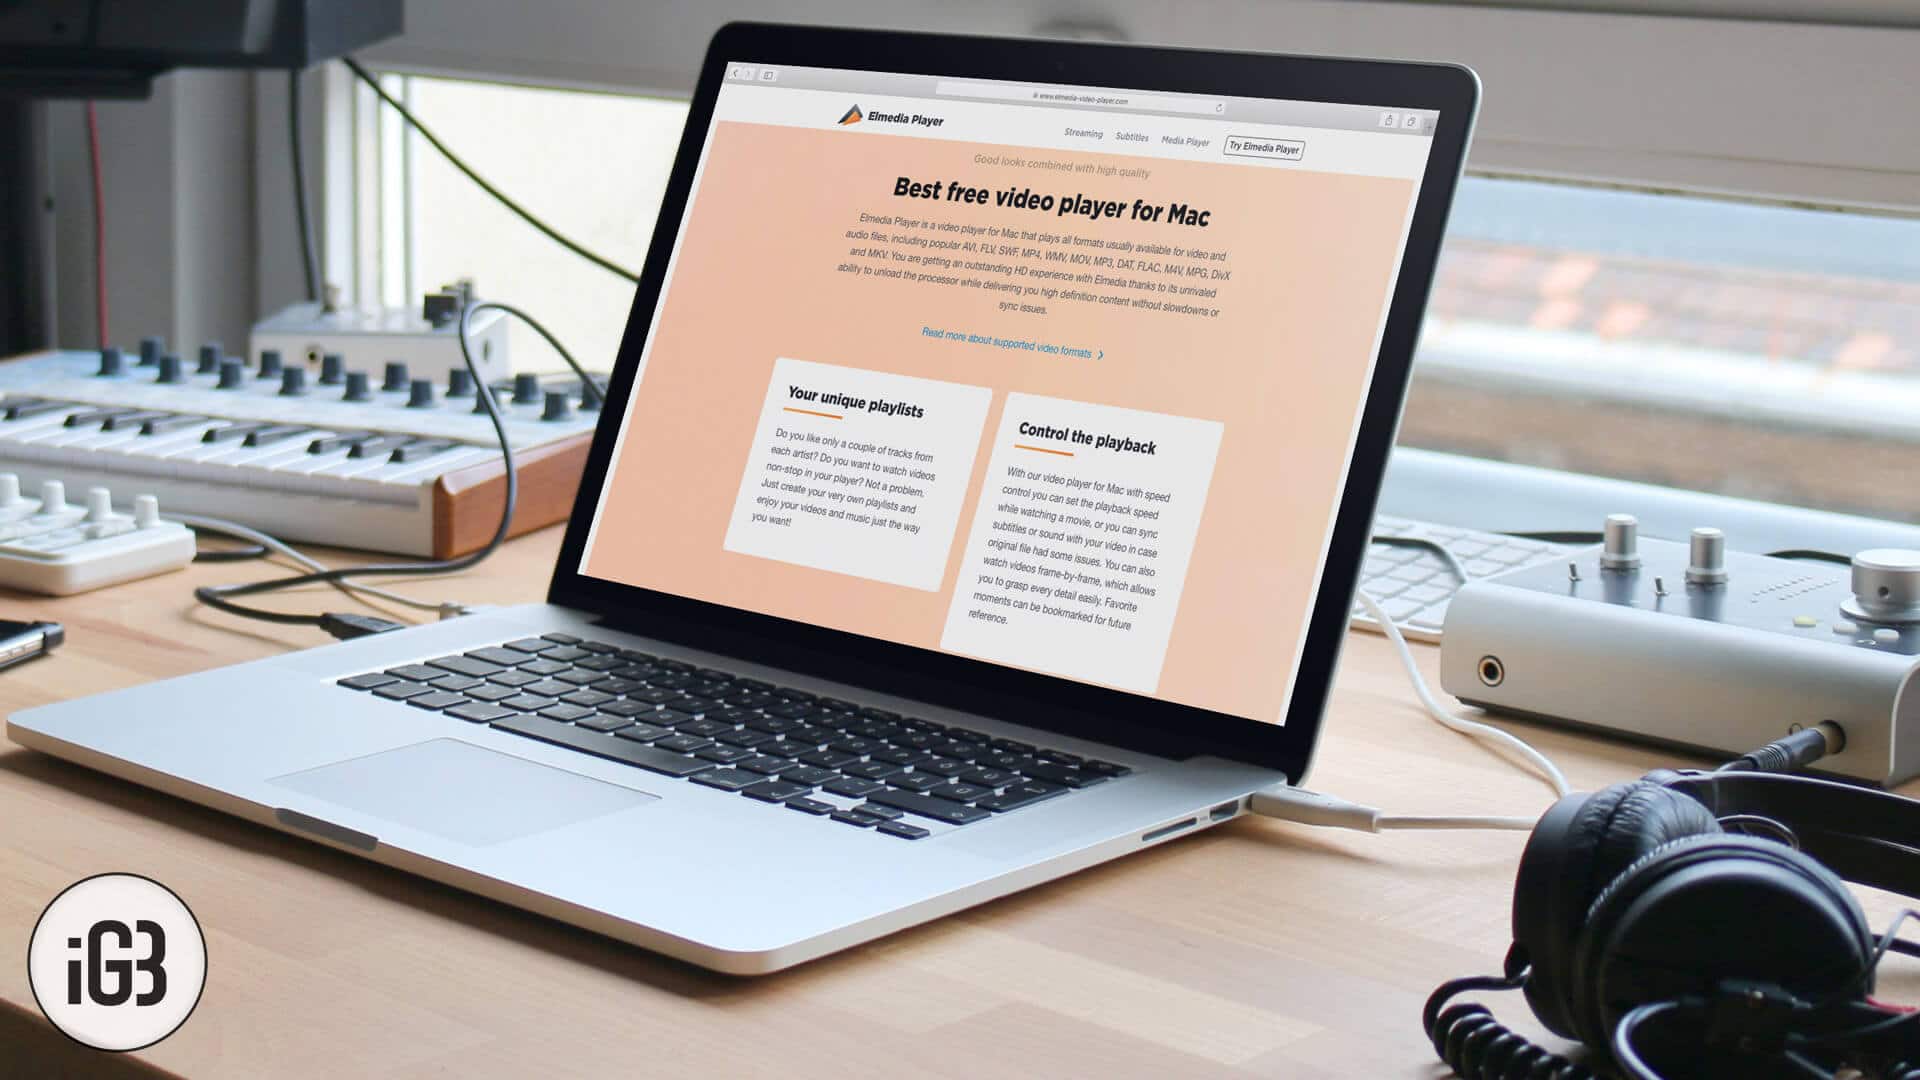 www.elmedia-video-player.com
Elmedia Player
Streaming Subtitles Media Player Try Elmedia Player
Good looks combined with high quality
Best free video player for Mac
Elmedia Player is a video player for Mac that plays all formats usually available for video and
audio files, including popular AVI, FLV, SWF, MP4, WMV, MOV, MP3, DAT, FLAC, M4V, MPG, DivX
and MKV. You are getting an outstanding HD experience with Elmedia thanks to its unrivaled
ability to unload the processor while delivering you high definition content without slowdowns or
sync issues.
Read more about supported video formats
Your unique playlists
Do you like only a couple of tracks from
each artist? Do you want to watch videos
non-stop in your player? Not a problem.
Just create your very own playlists and
enjoy your videos and music just the way
you want!
Control the playback
With our video player for Mac with speed
control you can set the playback speed
while watching a movie, or you can sync
subtitles or sound with your video in case
original file had some issues. You can also
watch videos frame-by-frame, which allows
you to grasp every detail easily. Favorite
moments can be bookmarked for future
reference.
iGB